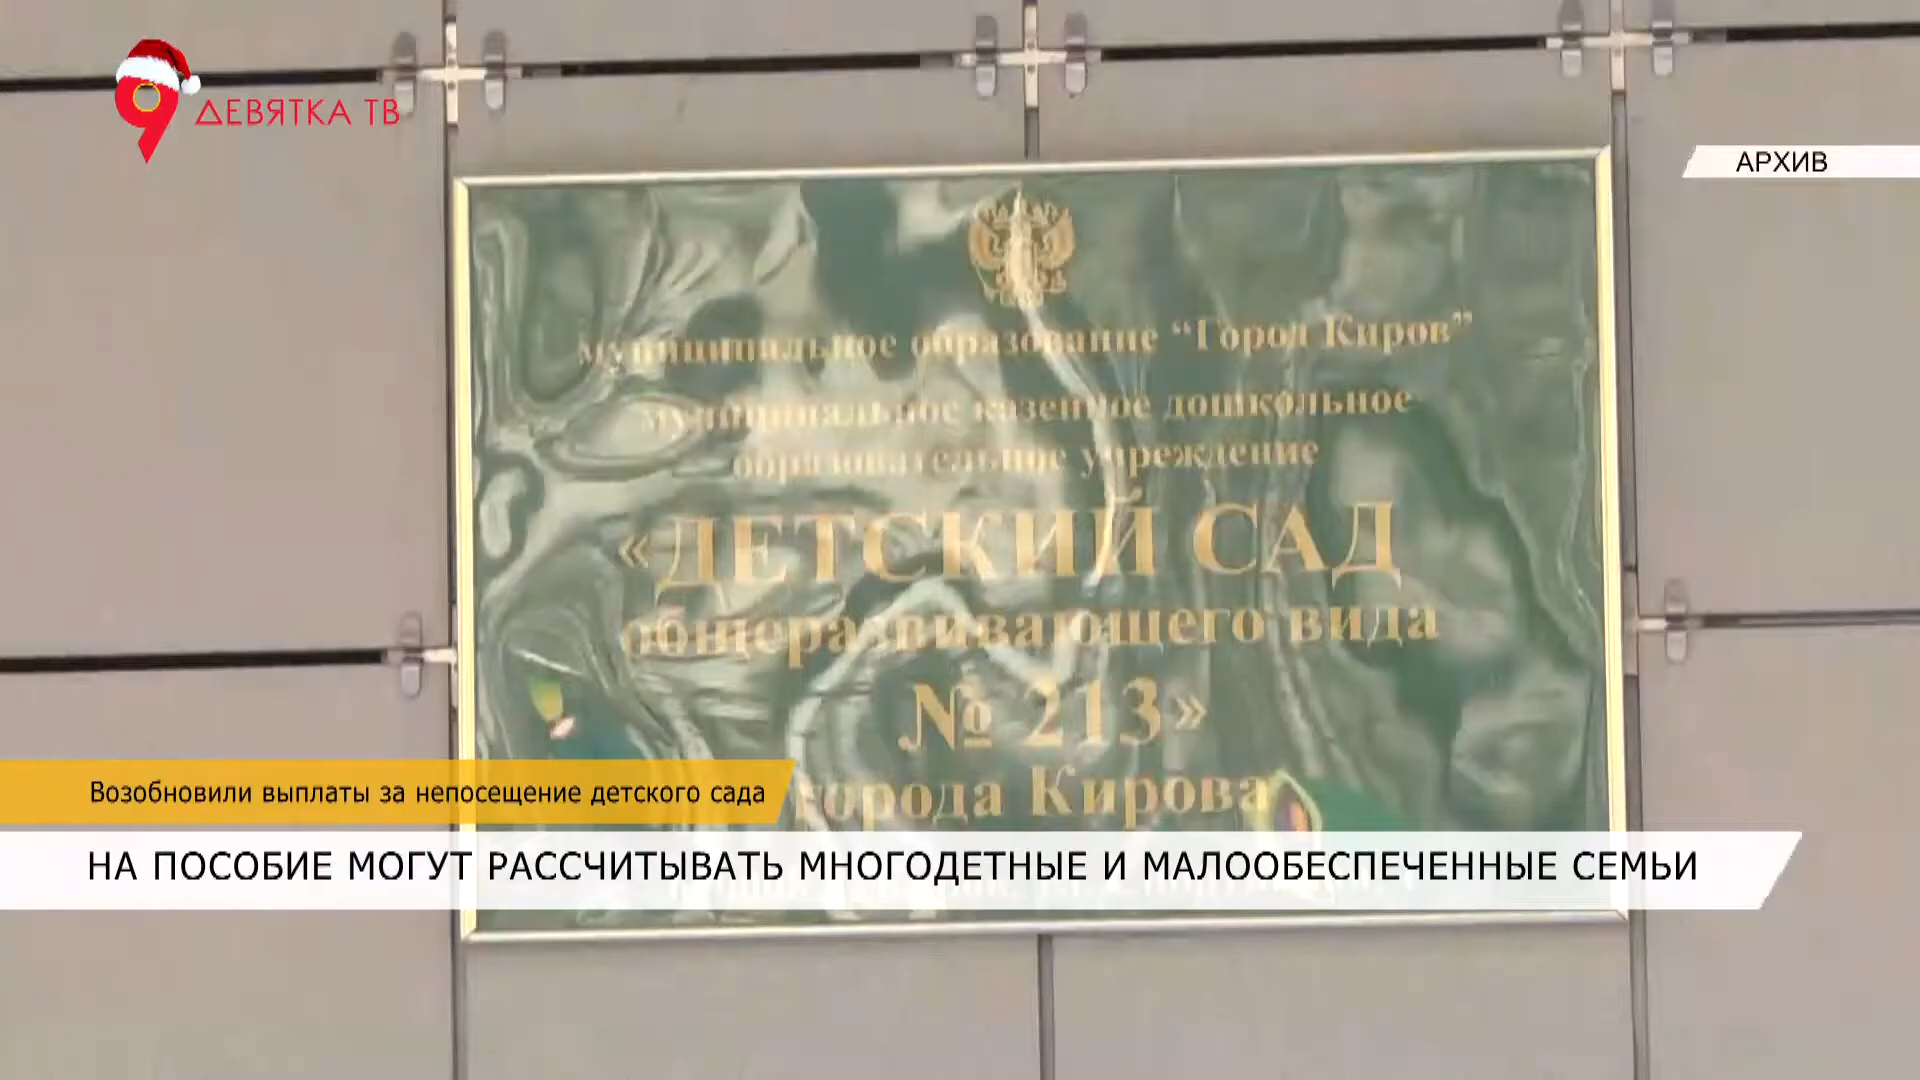 ДЕВЯТКА ТВ
АРХИВ
муниципальное образование “Город Киров”
муниципальное казенное дошкольное
образовательное учреждение
«ДЕТСКИЙ САД
общеразвивающего вида
№ 213»
города Кирова
Возобновили выплаты за непосещение детского сада
НА ПОСОБИЕ МОГУТ РАССЧИТЫВАТЬ МНОГОДЕТНЫЕ И МАЛООБЕСПЕЧЕННЫЕ СЕМЬИ